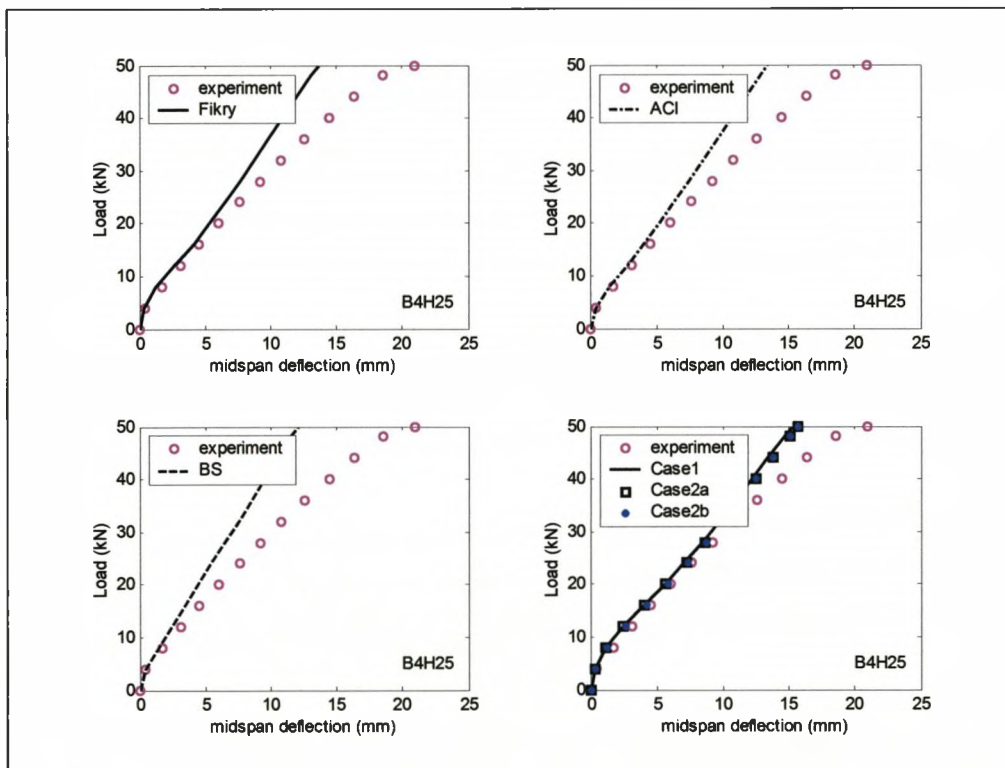 50
40
30
20
10
0
Load (kN)
experiment
Fikry
B4H25
0 5 10 15 20 25
midspan deflection (mm)
50
40
30
20
10
0
Load (kN)
experiment
ACI
B4H25
0 5 10 15 20 25
midspan deflection (mm)
50
40
30
20
10
0
Load (kN)
experiment
BS
B4H25
0 5 10 15 20 25
midspan deflection (mm)
50
40
30
20
10
0
Load (kN)
experiment
Case1
Case2a
Case2b
B4H25
0 5 10 15 20 25
midspan deflection (mm)